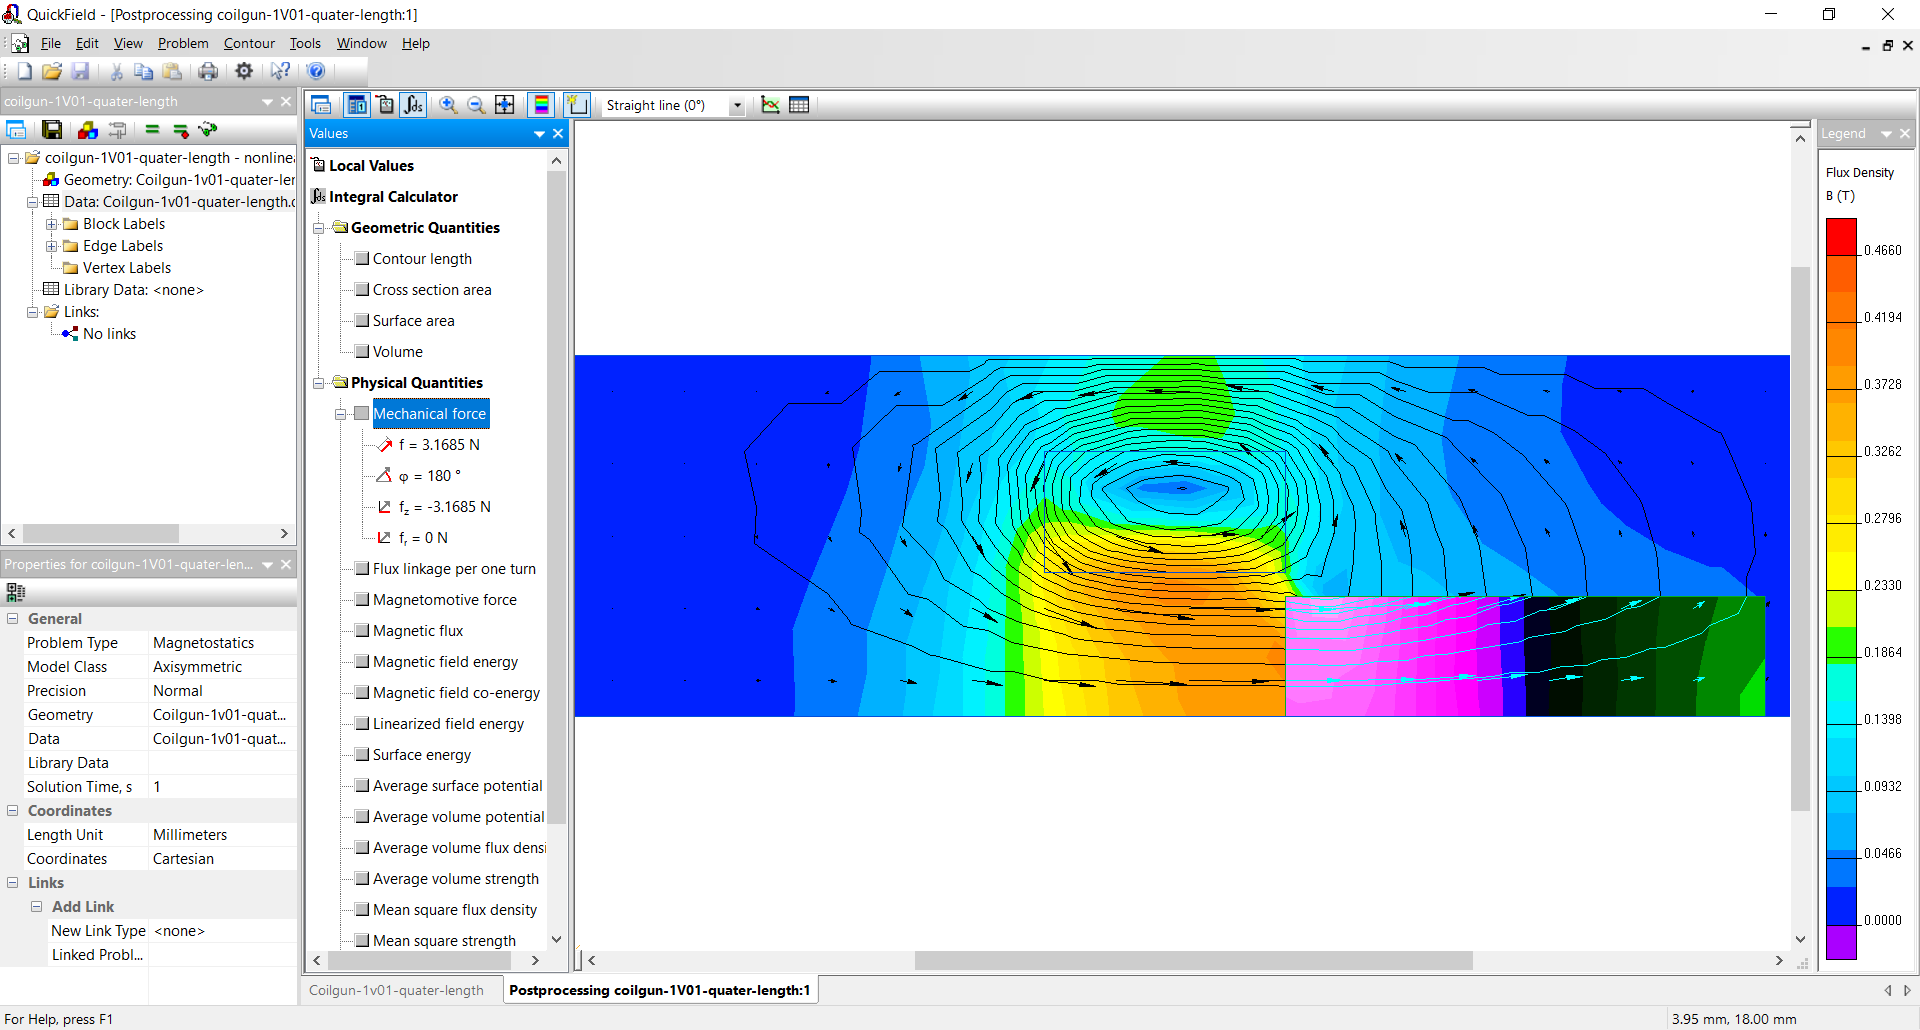 QuickField - [Postprocessing coilgun-1V01-quater-length:1]
File Edit View Problem Contour Tools Window Help
coilgun-1V01-quater-length
coilgun-1V01-quater-length - nonline
Geometry: Coilgun-1v01-quater-ler
Data: Coilgun-1v01-quater-length.
Block Labels
Edge Labels
Vertex Labels
Library Data: <none>
Links:
No links
Properties for coilgun-1V01-quater-len...
General
Problem Type Magnetostatics
Model Class Axisymmetric
Precision Normal
Geometry Coilgun-1v01-quat...
Data Coilgun-1v01-quat...
Library Data
Solution Time, s 1
Coordinates
Length Unit Millimeters
Coordinates Cartesian
Links
Add Link
New Link Type <none>
Linked Probl...
Straight line (0°)
Values
Local Values
Integral Calculator
Geometric Quantities
Contour length
Cross section area
Surface area
Volume
Physical Quantities
Mechanical force
f = 3.1685 N
φ = 180 °
fz = -3.1685 N
fr = 0 N
Flux linkage per one turn
Magnetomotive force
Magnetic flux
Magnetic field energy
Magnetic field co-energy
Linearized field energy
Surface energy
Average surface potential
Average volume potential
Average volume flux densi
Average volume strength
Mean square flux density
Mean square strength
Legend
Flux Density
B (T)
0.4660
0.4194
0.3728
0.3262
0.2796
0.2330
0.1864
0.1398
0.0932
0.0466
0.0000
Coilgun-1v01-quater-length
Postprocessing coilgun-1V01-quater-length:1
For Help, press F1
3.95 mm, 18.00 mm